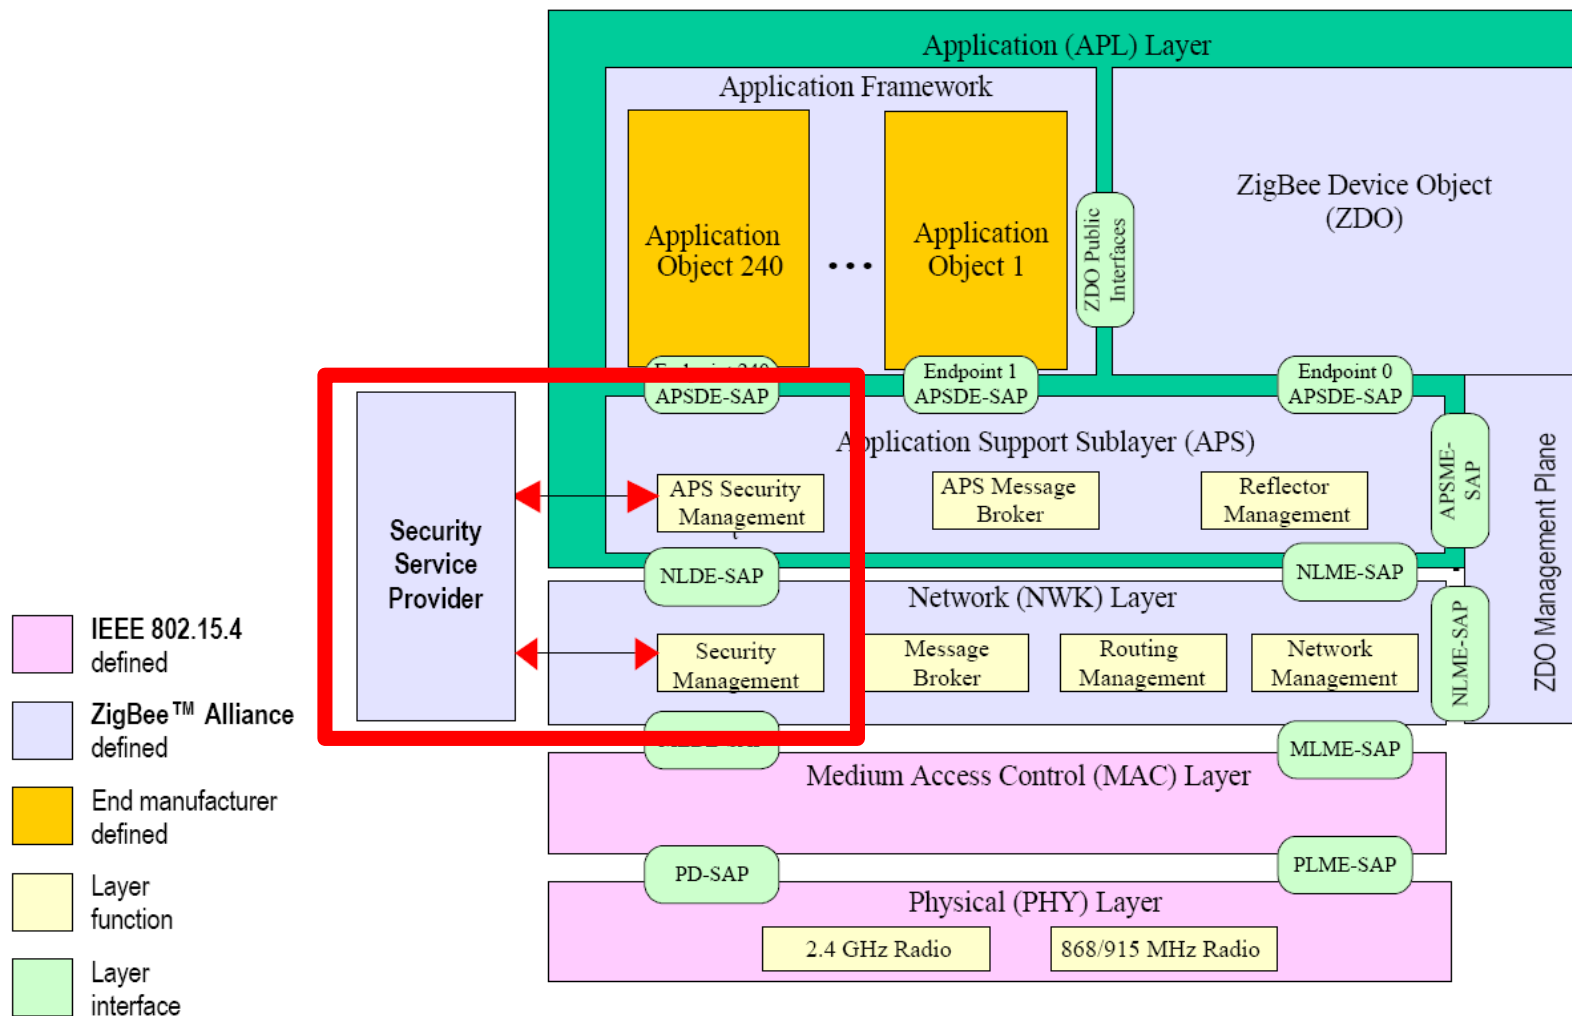 Application (APL) Layer
Application Framework
Application
Object 240
...
Application
Object 1
ZDO Public
Interfaces
ZigBee Device Object
(ZDO)
APSDE-SAP
Endpoint 1
APSDE-SAP
Endpoint 0
APSDE-SAP
Application Support Sublayer (APS)
APS Security
Management
APS Message
Broker
Reflector
Management
APSME-
SAP
ZDO Management Plane
Security
Service
Provider
NLDE-SAP
NLME-SAP
Network (NWK) Layer
Security
Management
Message
Broker
Routing
Management
Network
Management
NLME-SAP
MLME-SAP
Medium Access Control (MAC) Layer
PD-SAP
PLME-SAP
Physical (PHY) Layer
2.4 GHz Radio
868/915 MHz Radio
IEEE 802.15.4
defined
ZigBee™ Alliance
defined
End manufacturer
defined
Layer
function
Layer
interface